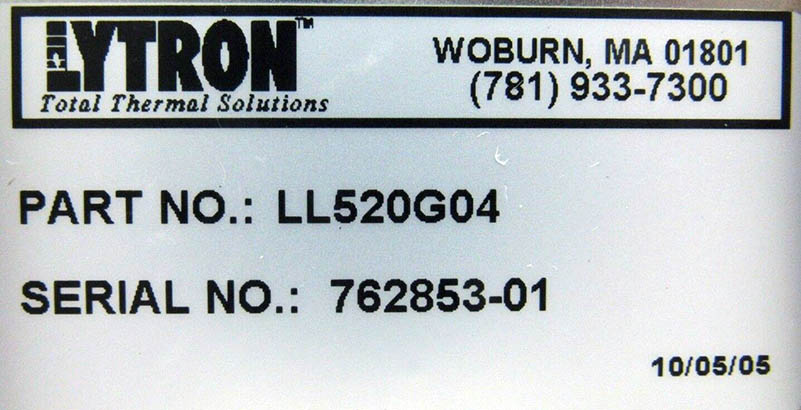 LYTRON™
Total Thermal Solutions
WOBURN, MA 01801
(781) 933-7300
PART NO.: LL520G04
SERIAL NO.: 762853-01
10/05/05